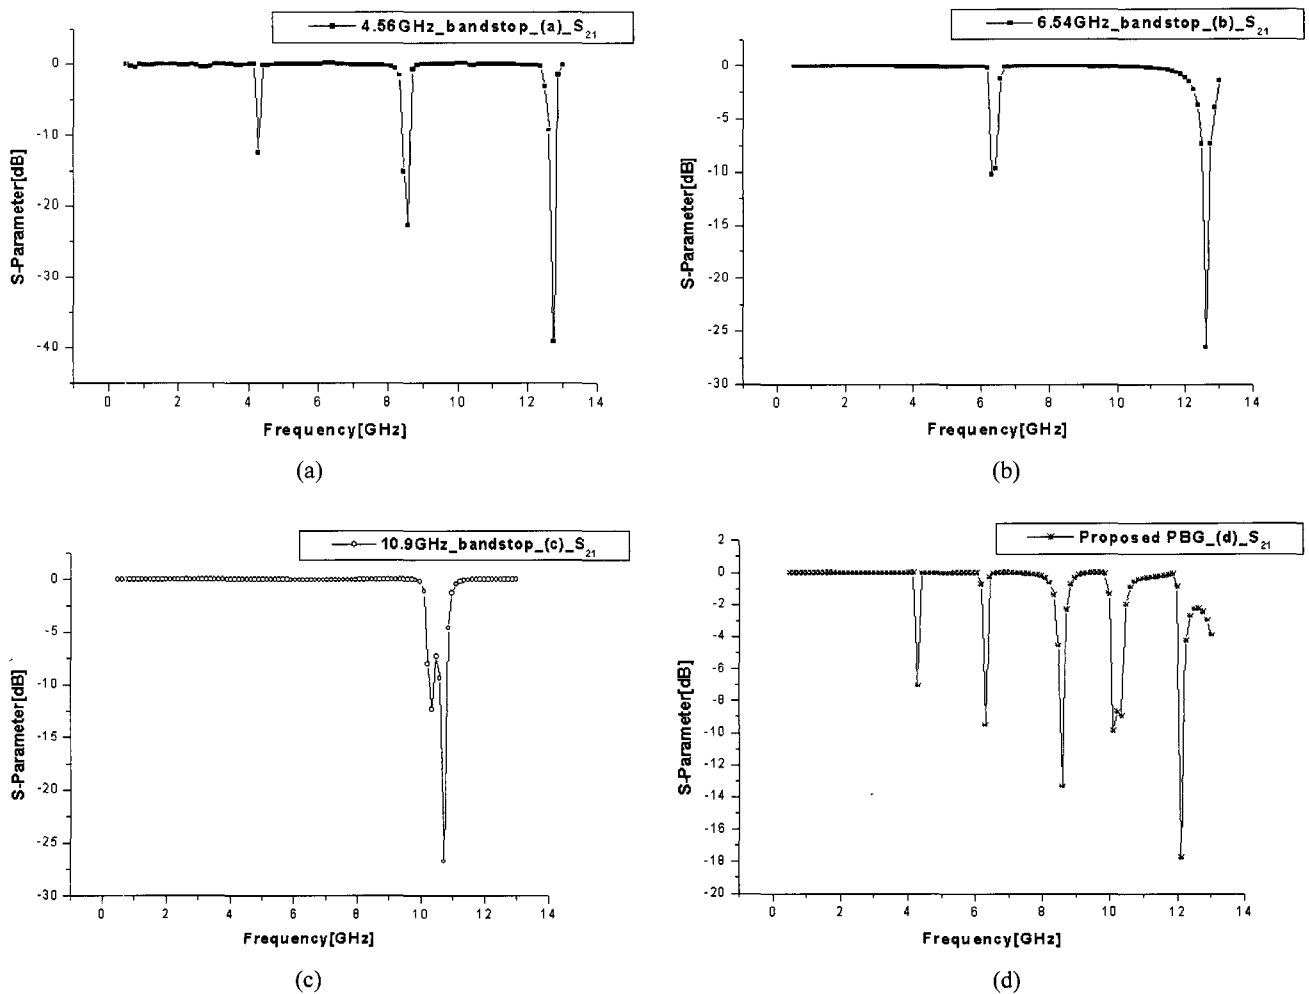 4.56GHz_bandstop_(a)_S21
0
-10
-20
-30
-40
S-Parameter[dB]
0 2 4 6 8 10 12 14
Frequency[GHz]
(a)
6.54GHz_bandstop_(b)_S21
0
-5
-10
-15
-20
-25
-30
S-Parameter[dB]
0 2 4 6 8 10 12 14
Frequency[GHz]
(b)
10.9GHz_bandstop_(c)_S21
0
-5
-10
-15
-20
-25
-30
S-Parameter[dB]
0 2 4 6 8 10 12 14
Frequency[GHz]
(c)
Proposed PBG_(d)_S21
2
0
-2
-4
-6
-8
-10
-12
-14
-16
-18
-20
S-Parameter[dB]
0 2 4 6 8 10 12 14
Frequency[GHz]
(d)